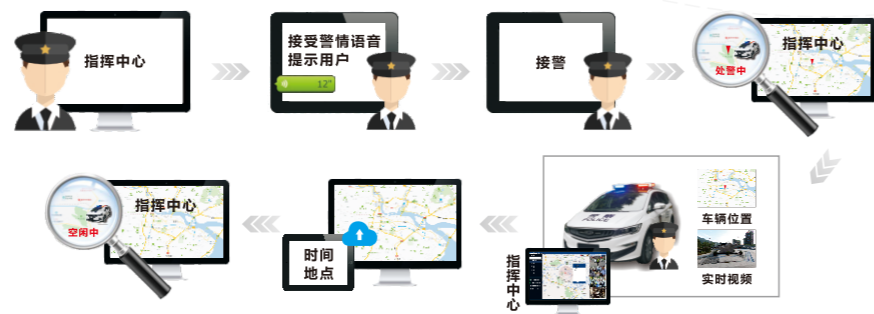 指挥中心
接受警情语音
提示用户
12"
接警
指挥中心
处警中
车辆位置
实时视频
指挥中心
POLICE
时间
地点
指挥中心
空闲中